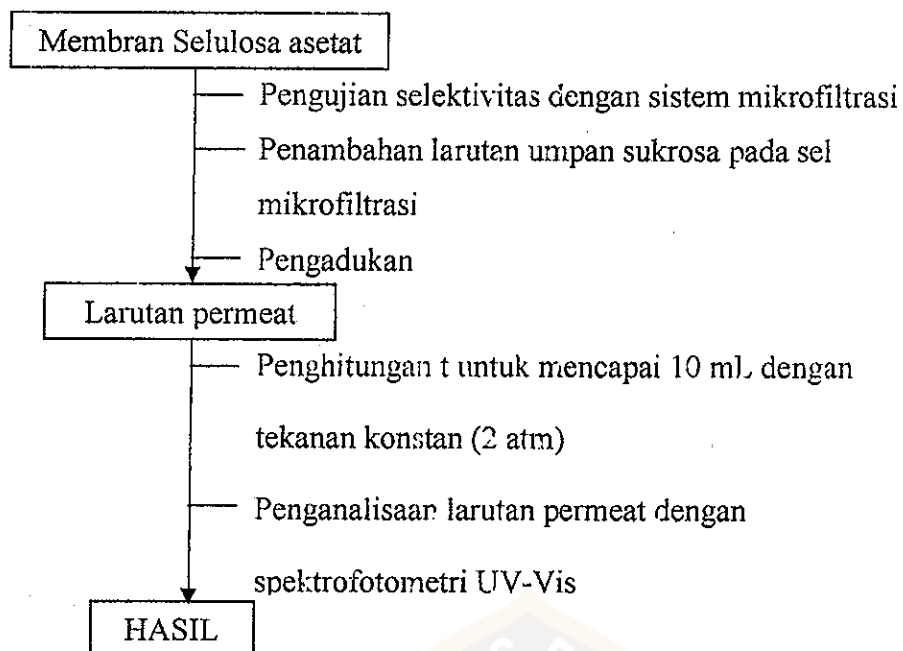 Membran Selulosa asetat
Pengujian selektivitas dengan sistem mikrofiltrasi
Penambahan larutan umpan sukrosa pada sel
mikrofiltrasi
Pengadukan
Larutan permeat
Penghitungan t untuk mencapai 10 mL dengan
tekanan konstan (2 atm)
Penganalisaan larutan permeat dengan
spektrofotometri UV-Vis
HASIL